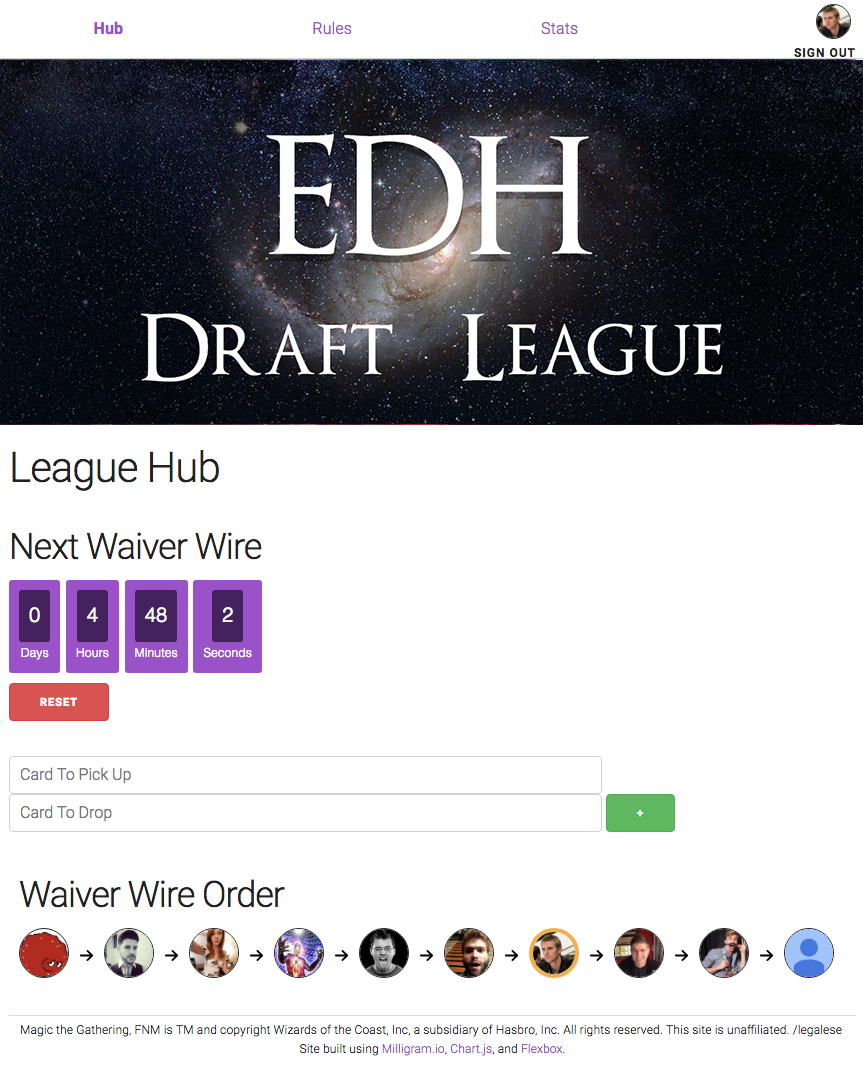 Hub Rules Stats
SIGN OUT
EDH
DRAFT LEAGUE
League Hub
Next Waiver Wire
0 4 48 2
Days Hours Minutes Seconds
RESET
Card To Pick Up
Card To Drop +
Waiver Wire Order
Magic the Gathering, FNM is TM and copyright Wizards of the Coast, Inc, a subsidiary of Hasbro, Inc. All rights reserved. This site is unaffiliated. /legalese
Site built using Milligram.io, Chart.js, and Flexbox.